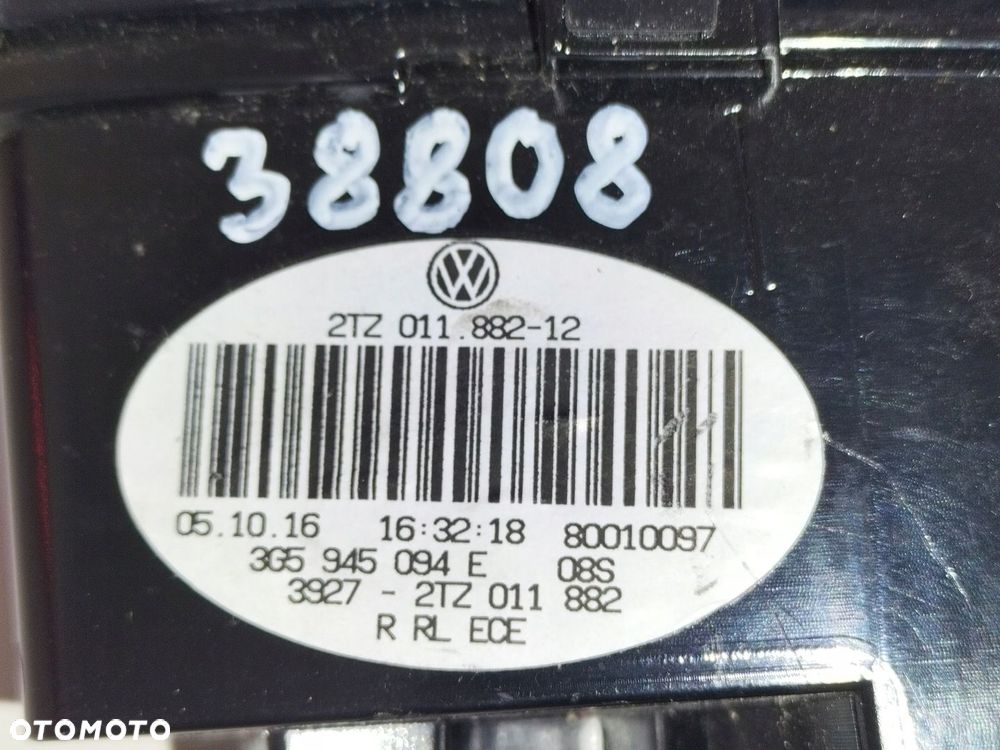 38808
2TZ 011.882-12
05.10.16 16:32:18 80010097
3G5 945 094 E 08S
3927 - 2TZ 011 882
R RL ECE
OTOMOTO